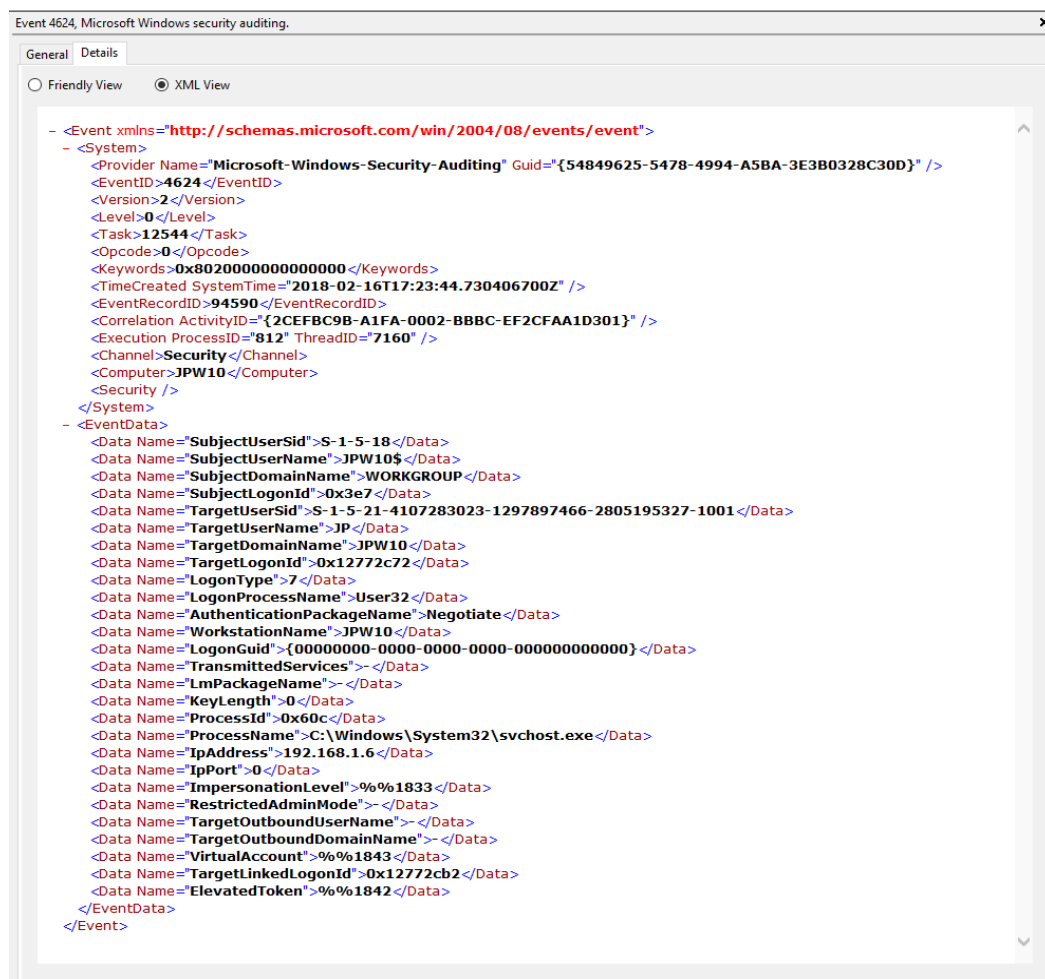 Event 4624, Microsoft Windows security auditing.
General Details
Friendly View XML View
- <Event xmlns="http://schemas.microsoft.com/win/2004/08/events/event">
- <System>
<Provider Name="Microsoft-Windows-Security-Auditing" Guid="{54849625-5478-4994-A5BA-3E3B0328C30D}" />
<EventID>4624</EventID>
<Version>2</Version>
<Level>0</Level>
<Task>12544</Task>
<Opcode>0</Opcode>
<Keywords>0x8020000000000000</Keywords>
<TimeCreated SystemTime="2018-02-16T17:23:44.730406700Z" />
<EventRecordID>94590</EventRecordID>
<Correlation ActivityID="{2CEFBC9B-A1FA-0002-BBBC-EF2CFAA1D301}" />
<Execution ProcessID="812" ThreadID="7160" />
<Channel>Security</Channel>
<Computer>JPW10</Computer>
<Security />
</System>
- <EventData>
<Data Name="SubjectUserSid">S-1-5-18</Data>
<Data Name="SubjectUserName">JPW10$</Data>
<Data Name="SubjectDomainName">WORKGROUP</Data>
<Data Name="SubjectLogonId">0x3e7</Data>
<Data Name="TargetUserSid">S-1-5-21-4107283023-1297897466-2805195327-1001</Data>
<Data Name="TargetUserName">JP</Data>
<Data Name="TargetDomainName">JPW10</Data>
<Data Name="TargetLogonId">0x12772c72</Data>
<Data Name="LogonType">7</Data>
<Data Name="LogonProcessName">User32</Data>
<Data Name="AuthenticationPackageName">Negotiate</Data>
<Data Name="WorkstationName">JPW10</Data>
<Data Name="LogonGuid">{00000000-0000-0000-0000-000000000000}</Data>
<Data Name="TransmittedServices">-</Data>
<Data Name="LmPackageName">-</Data>
<Data Name="KeyLength">0</Data>
<Data Name="ProcessId">0x60c</Data>
<Data Name="ProcessName">C:\Windows\System32\svchost.exe</Data>
<Data Name="IpAddress">192.168.1.6</Data>
<Data Name="IpPort">0</Data>
<Data Name="ImpersonationLevel">%%1833</Data>
<Data Name="RestrictedAdminMode">-</Data>
<Data Name="TargetOutboundUserName">-</Data>
<Data Name="TargetOutboundDomainName">-</Data>
<Data Name="VirtualAccount">%%1843</Data>
<Data Name="TargetLinkedLogonId">0x12772cb2</Data>
<Data Name="ElevatedToken">%%1842</Data>
</EventData>
</Event>